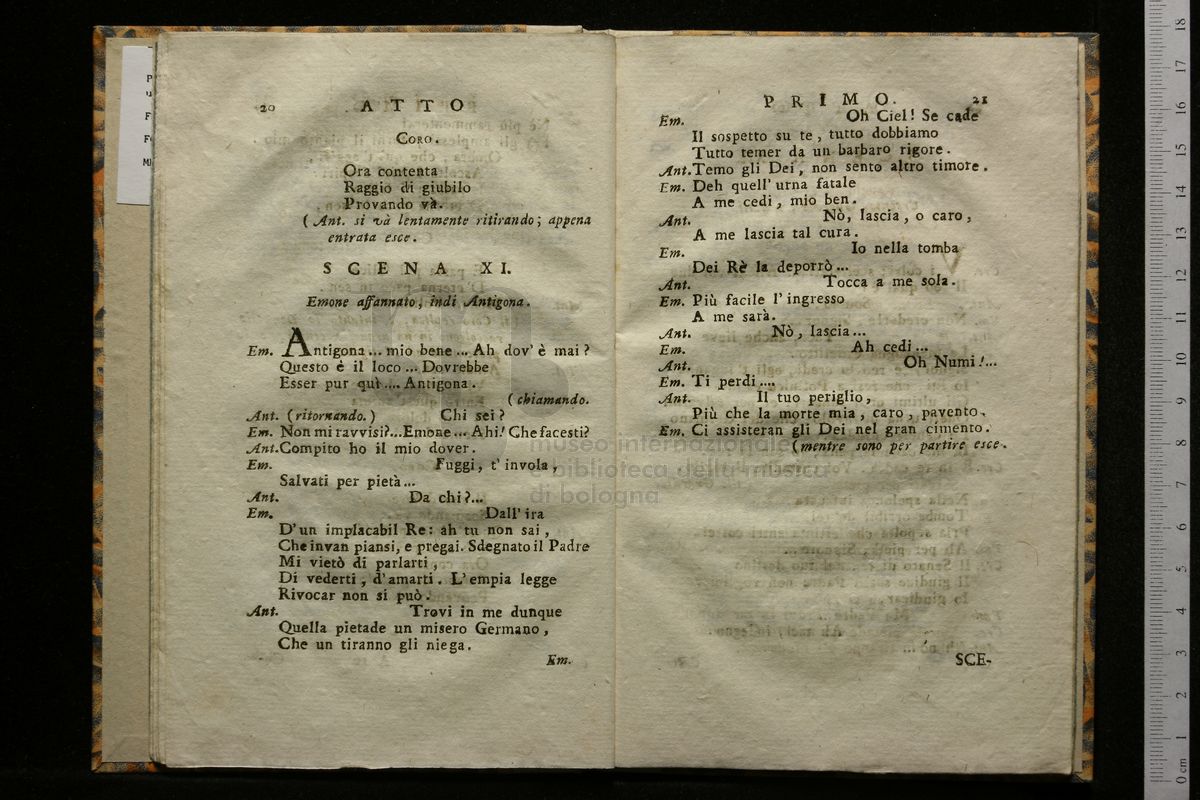 20 ATTO
CORO.
Ora contenta
Raggio di giubilo
Provando và.
( Ant. si và lentamente ritirando; appena
entrata esce.
SCENA XI.
Emone affannato, indi Antigona.
Em. Antigona ... mio bene ... Ah dov' è mai ?
Questo è il loco ... Dovrebbe
Esser pur quì .... Antigona.
( chiamando.
Ant. (ritornando.) Chi sei ?
Em. Non mi ravvisi?...Emone ... Ahi! Che facesti?
Ant. Compito ho il mio dover.
Em. Fuggi, t' invola,
Salvati per pietà ...
Ant. Da chi ?...
Em. Dall' ira
D' un implacabil Re: ah tu non sai,
Che invan piansi, e pregai. Sdegnato il Padre
Mi vietò di parlarti,
Di vederti, d' amarti. L' empia legge
Rivocar non si può.
Ant. Trovi in me dunque
Quella pietade un misero Germano,
Che un tiranno gli niega.
Em.
PRIMO. 21
Em. Oh Ciel! Se cade
Il sospetto su te, tutto dobbiamo
Tutto temer da un barbaro rigore.
Ant. Temo gli Dei, non sento altro timore.
Em. Deh quell' urna fatale
A me cedi, mio ben.
Ant. Nò, lascia, o caro,
A me lascia tal cura.
Em. Io nella tomba
Dei Rè la deporrò ...
Ant. Tocca a me sola.
Em. Più facile l' ingresso
A me sarà.
Ant. Nò, lascia ...
Em. Ah cedi ...
Ant. Oh Numi !...
Em. Ti perdi ....
Ant. Il tuo periglio,
Più che la morte mia, caro, pavento.
Em. Ci assisteran gli Dei nel gran cimento.
(mentre sono per partire esce.
SCE-
museo internazionale
biblioteca della musica
di bologna